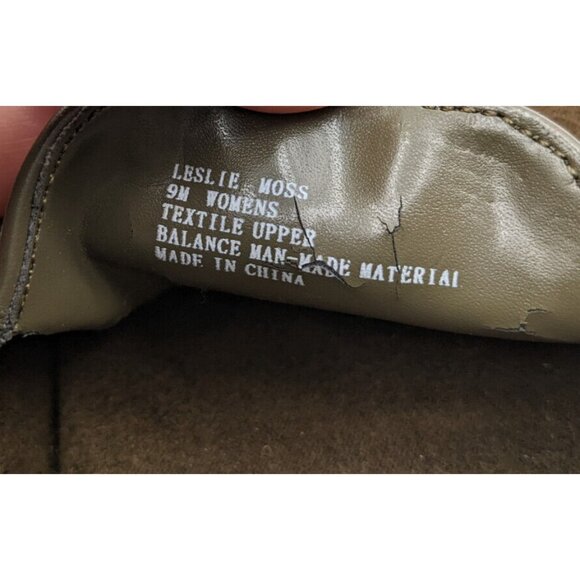 LESLIE MOSS
9M WOMENS
TEXTILE UPPER
BALANCE MAN-MADE MATERIAL
MADE IN CHINA